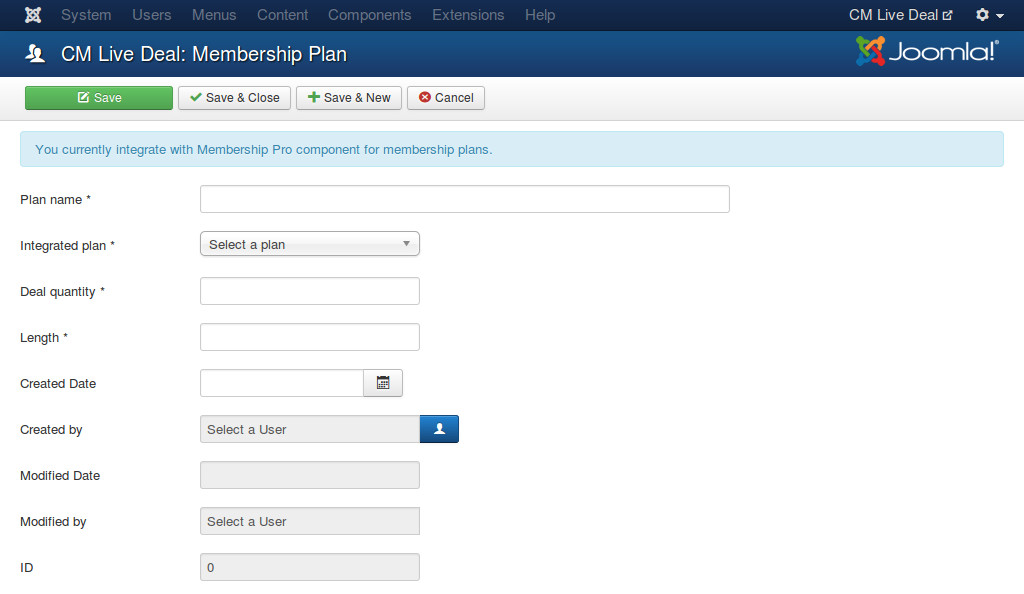 System Users Menus Content Components Extensions Help CM Live Deal
CM Live Deal: Membership Plan Joomla!®
Save Save & Close Save & New Cancel
You currently integrate with Membership Pro component for membership plans.
Plan name *
Integrated plan * Select a plan
Deal quantity *
Length *
Created Date
Created by Select a User
Modified Date
Modified by Select a User
ID 0